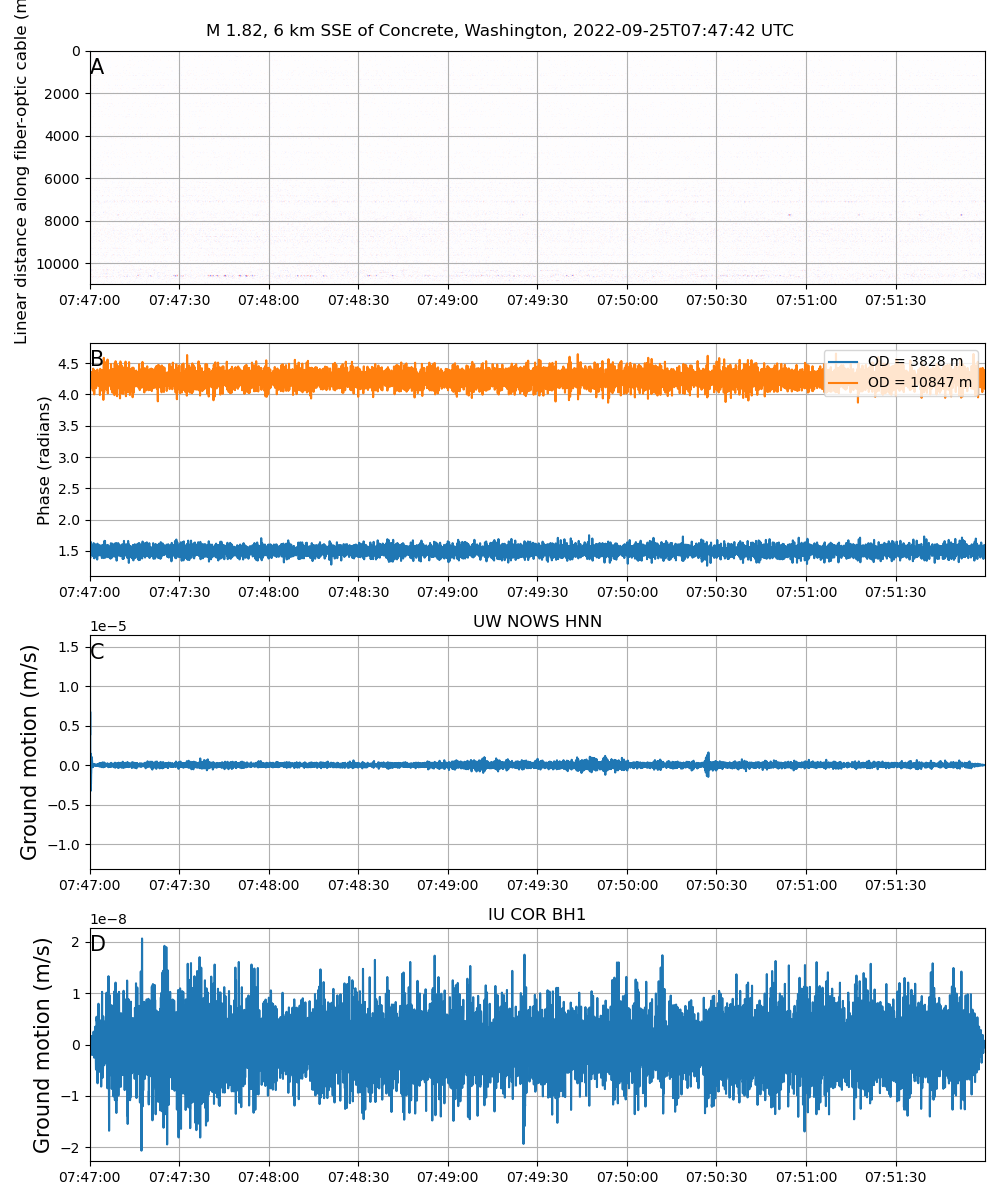 M 1.82, 6 km SSE of Concrete, Washington, 2022-09-25T07:47:42 UTC
Linear distance along fiber-optic cable (m
A
0
2000
4000
6000
8000
10000
07:47:00 07:47:30 07:48:00 07:48:30 07:49:00 07:49:30 07:50:00 07:50:30 07:51:00 07:51:30
Phase (radians)
B
4.5
4.0
3.5
3.0
2.5
2.0
1.5
OD = 3828 m
OD = 10847 m
07:47:00 07:47:30 07:48:00 07:48:30 07:49:00 07:49:30 07:50:00 07:50:30 07:51:00 07:51:30
UW NOWS HNN
1e−5
Ground motion (m/s)
C
1.5
1.0
0.5
0.0
−0.5
−1.0
07:47:00 07:47:30 07:48:00 07:48:30 07:49:00 07:49:30 07:50:00 07:50:30 07:51:00 07:51:30
IU COR BH1
1e−8
Ground motion (m/s)
D
2
1
0
−1
−2
07:47:00 07:47:30 07:48:00 07:48:30 07:49:00 07:49:30 07:50:00 07:50:30 07:51:00 07:51:30